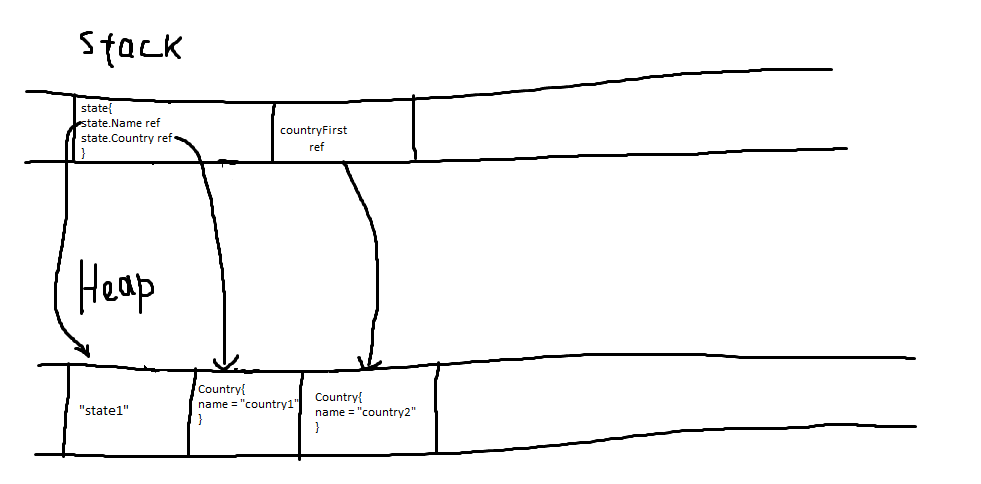 Stack
state{
state.Name ref
state.Country ref
}
countryFirst
ref
Heap
"state1"
Country{
name = "country1"
}
Country{
name = "country2"
}